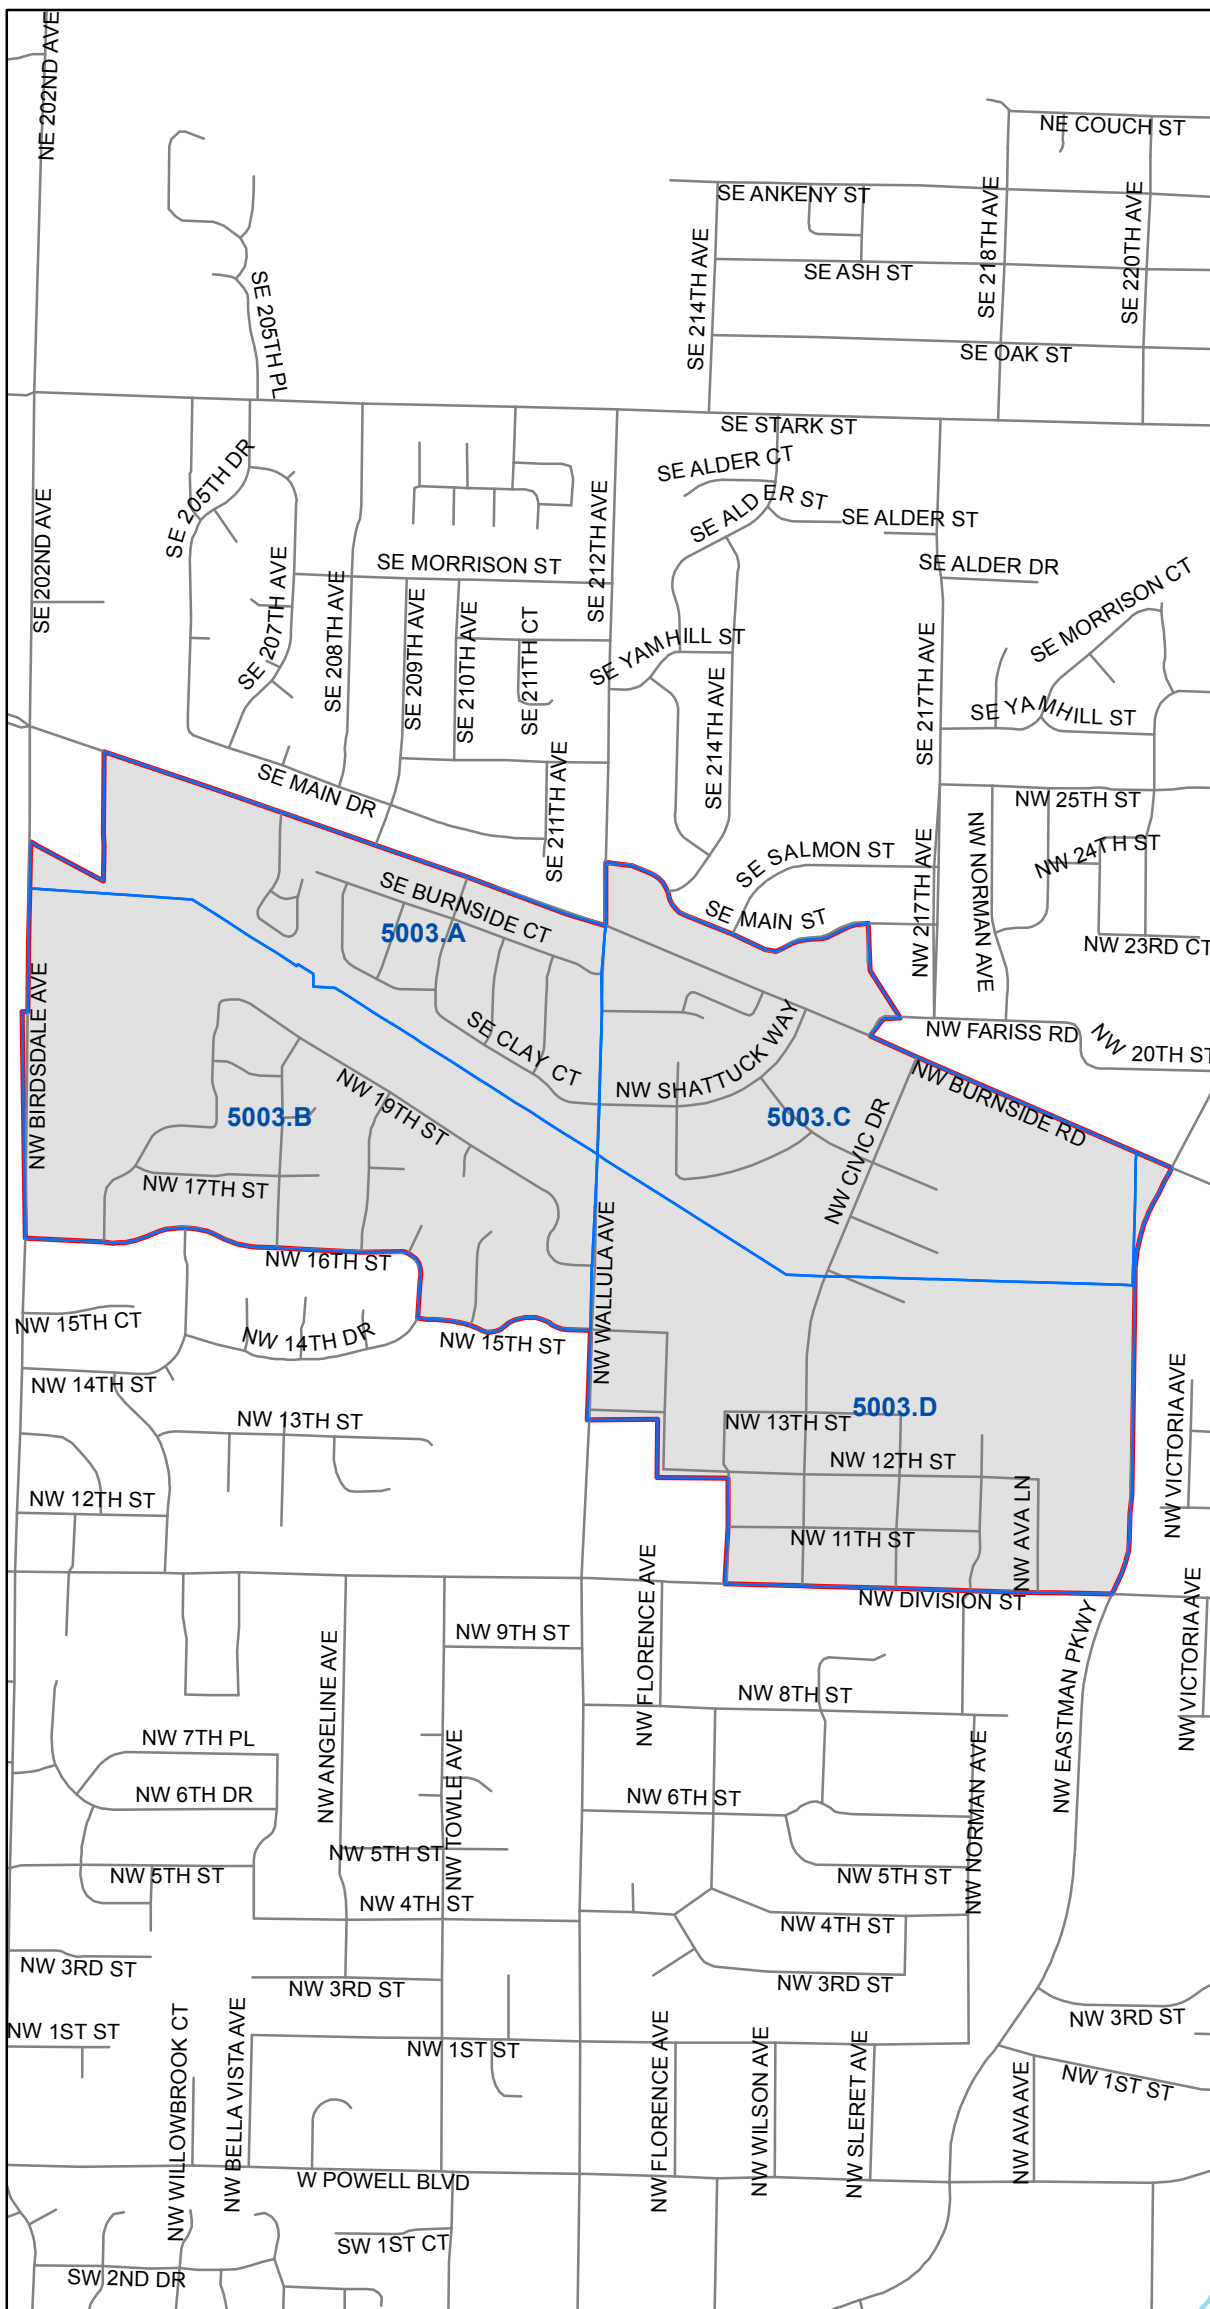 NE 202ND AVE
NE COUCH ST
SE ANKENY ST
SE 218TH AVE
SE 220TH AVE
SE 214TH AVE
SE ASH ST
SE 205TH PL
SE OAK ST
SE STARK ST
SE 205TH DR
SE ALDER CT
SE ALDER ST
SE ALDER ST
SE 202ND AVE
SE 212TH AVE
SE MORRISON ST
SE ALDER DR
SE MORRISON CT
SE 207TH AVE
SE 208TH AVE
SE 209TH AVE
SE 210TH AVE
SE 211TH CT
SE YAMHILL ST
SE 214TH AVE
SE 217TH AVE
SE YAMHILL ST
SE MAIN DR
SE 211TH AVE
NW 25TH ST
NW 24TH ST
SE SALMON ST
NW 217TH AVE
NW NORMAN AVE
SE BURNSIDE CT
5003.A
SE MAIN ST
NW 23RD CT
NW BIRDSDALE AVE
SE CLAY CT
NW SHATTUCK WAY
NW FARISS RD
NW 20TH ST
NW BURNSIDE RD
NW 19TH ST
5003.B
5003.C
NW CIVIC DR
NW 17TH ST
NW WALLULA AVE
NW 16TH ST
NW 15TH CT
NW 14TH DR
NW 15TH ST
NW 14TH ST
NW 13TH ST
5003.D
NW 13TH ST
NW VICTORIA AVE
NW 12TH ST
NW 12TH ST
NW AVA LN
NW 11TH ST
NW FLORENCE AVE
NW DIVISION ST
NW VICTORIA AVE
NW EASTMAN PKWY
NW 9TH ST
NW ANGELINE AVE
NW 8TH ST
NW 7TH PL
NW TOWLE AVE
NW NORMAN AVE
NW 6TH DR
NW 6TH ST
NW 5TH ST
NW 5TH ST
NW 5TH ST
NW 4TH ST
NW 4TH ST
NW 3RD ST
NW 3RD ST
NW 3RD ST
NW 3RD ST
NW 1ST ST
NW WILLOWBROOK CT
NW BELLA VISTA AVE
NW 1ST ST
NW FLORENCE AVE
NW WILSON AVE
NW SLERET AVE
NW AVA AVE
NW 1ST ST
W POWELL BLVD
SW 1ST CT
SW 2ND DR